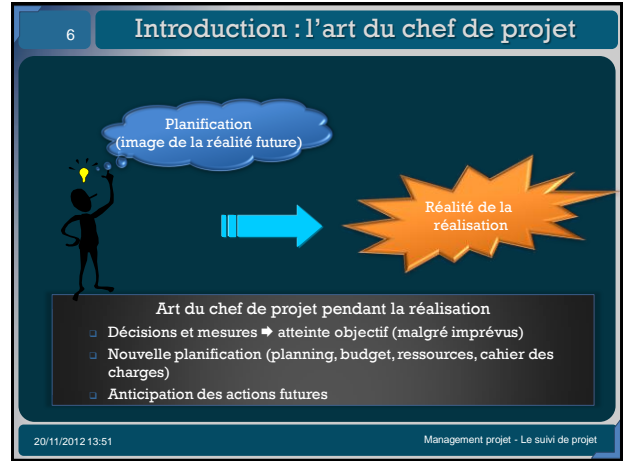 6
Introduction : l'art du chef de projet
Planification
(image de la réalité future)
Réalité de la
réalisation
Art du chef de projet pendant la réalisation
Décisions et mesures ➡ atteinte objectif (malgré imprévus)
Nouvelle planification (planning, budget, ressources, cahier des
charges)
Anticipation des actions futures
20/11/2012 13:51
Management projet - Le suivi de projet